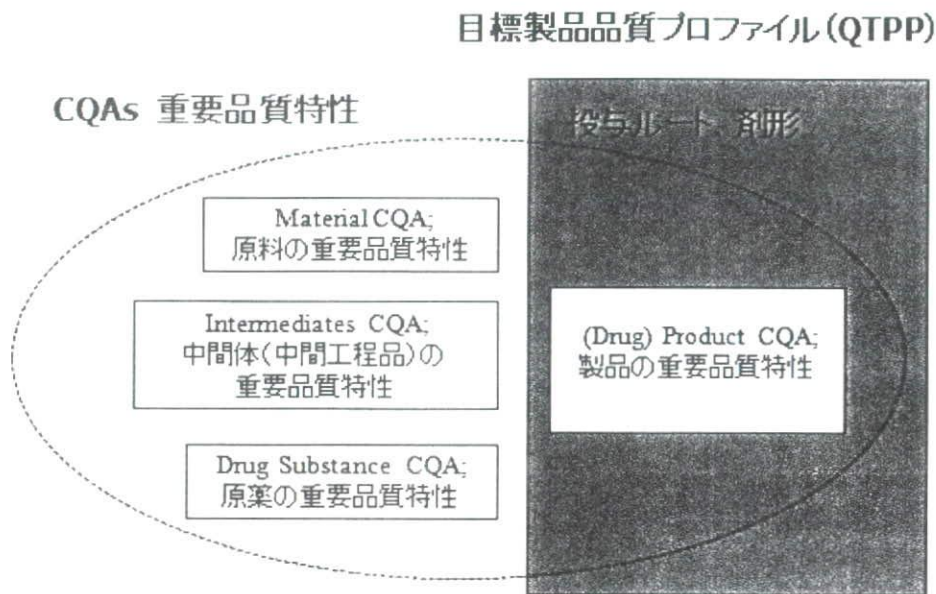 目標製品品質プロファイル(QTPP)
CQAs 重要品質特性
投与ルート、剤形
Material CQA;
原料の重要品質特性
Intermediates CQA;
中間体(中間工程品)の
重要品質特性
(Drug) Product CQA;
製品の重要品質特性
Drug Substance CQA;
原薬の重要品質特性